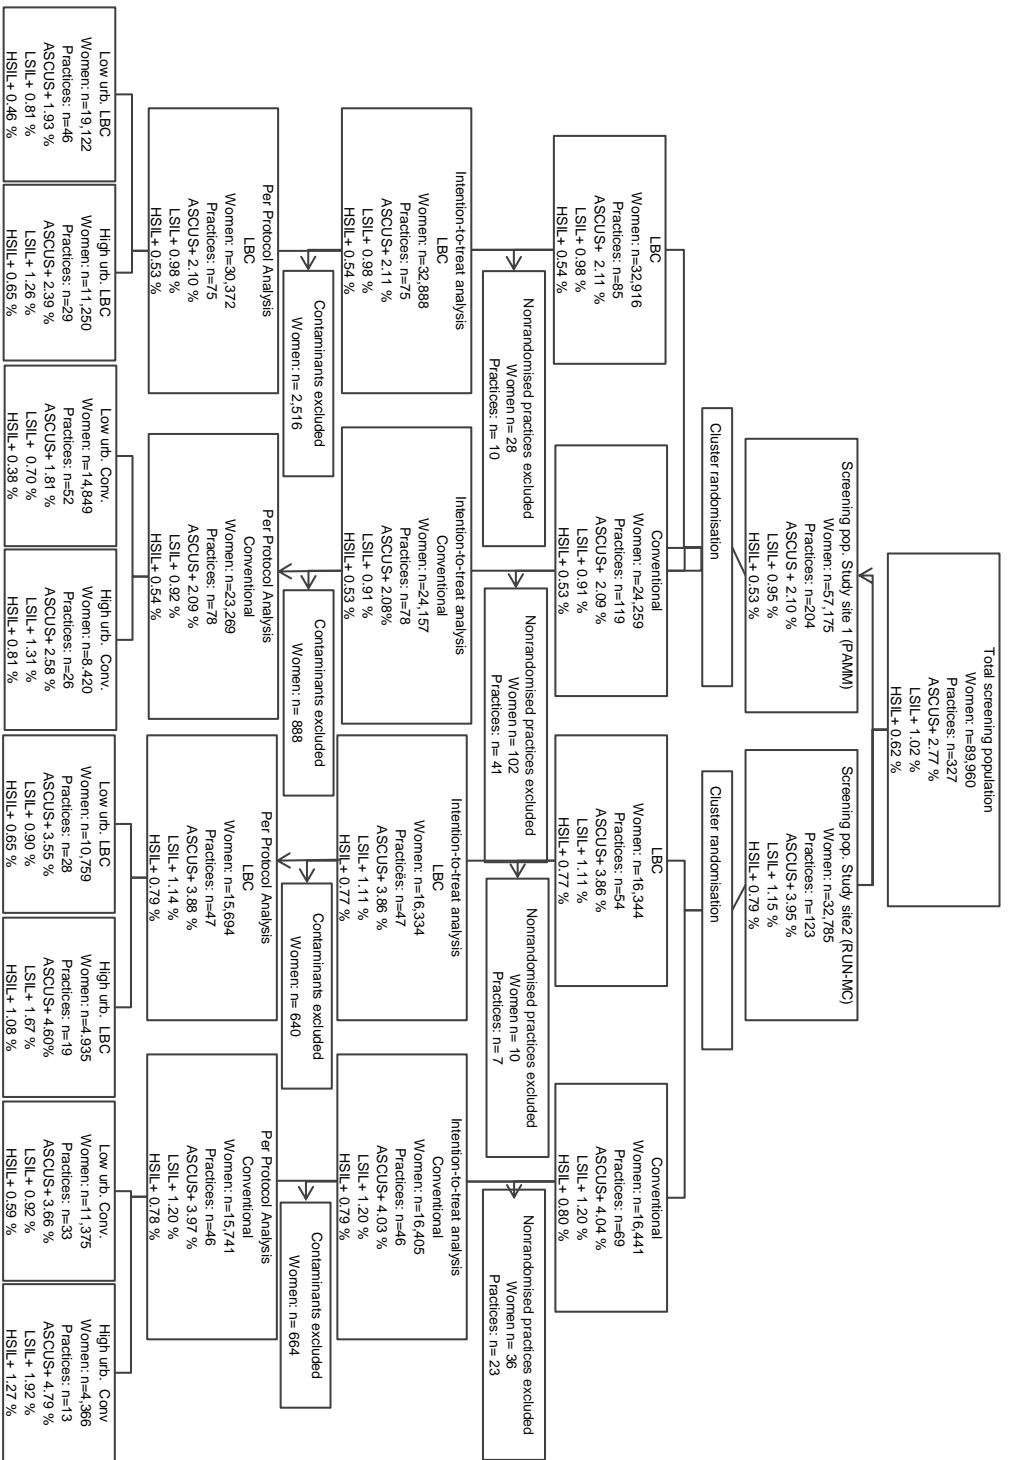 Total screening population
Women: n=89,960
Practices: n=327
ASCUS+ 2.77 %
LSIL+ 1.02 %
HSIL+ 0.62 %
Screening pop. Study site 1 (PAMM)
Women: n=57,175
Practices: n=204
ASCUS + 2.10 %
LSIL+ 0.95 %
HSIL+ 0.53 %
Screening pop. Study site2 (RUN-MC)
Women: n=32,785
Practices: n=123
ASCUS+ 3.95 %
LSIL+ 1.15 %
HSIL+ 0.79 %
Cluster randomisation
Cluster randomisation
LBC
Women: n=32,916
Practices: n=85
ASCUS+ 2.11 %
LSIL+ 0.98 %
HSIL+ 0.54 %
Conventional
Women: n=24,259
Practices: n=119
ASCUS+ 2.09 %
LSIL+ 0.91 %
HSIL+ 0.53 %
LBC
Women: n=16,344
Practices: n=54
ASCUS+ 3.86 %
LSIL+ 1.11 %
HSIL+ 0.77 %
Conventional
Women: n=16,441
Practices: n=69
ASCUS+ 4.04 %
LSIL+ 1.20 %
HSIL+ 0.80 %
Nonrandomised practices excluded
Women n= 28
Practices: n= 10
Nonrandomised practices excluded
Women n= 102
Practices: n= 41
Nonrandomised practices excluded
Women n= 10
Practices: n= 7
Nonrandomised practices excluded
Women n= 36
Practices: n= 23
Intention-to-treat analysis
LBC
Women: n=32,888
Practices: n=75
ASCUS+ 2.11 %
LSIL+ 0.98 %
HSIL+ 0.54 %
Intention-to-treat analysis
Conventional
Women: n=24,157
Practices: n=78
ASCUS+ 2.08%
LSIL+ 0.91 %
HSIL+ 0.53 %
Intention-to-treat analysis
LBC
Women: n=16,334
Practices: n=47
ASCUS+ 3.86 %
LSIL+ 1.11 %
HSIL+ 0.77 %
Intention-to-treat analysis
Conventional
Women: n=16,405
Practices: n=46
ASCUS+ 4.03 %
LSIL+ 1.20 %
HSIL+ 0.79 %
Contaminants excluded
Women: n= 2,516
Contaminants excluded
Women: n= 888
Contaminants excluded
Women: n= 640
Contaminants excluded
Women: n= 664
Per Protocol Analysis
LBC
Women: n=30,372
Practices: n=75
ASCUS+ 2.10 %
LSIL+ 0.98 %
HSIL+ 0.53 %
Per Protocol Analysis
Conventional
Women: n=23,269
Practices: n=78
ASCUS+ 2.09 %
LSIL+ 0.92 %
HSIL+ 0.54 %
Per Protocol Analysis
LBC
Women: n=15,694
Practices: n=47
ASCUS+ 3.88 %
LSIL+ 1.14 %
HSIL+ 0.79 %
Per Protocol Analysis
Conventional
Women: n=15,741
Practices: n=46
ASCUS+ 3.97 %
LSIL+ 1.20 %
HSIL+ 0.78 %
Low urb. LBC
Women: n=19,122
Practices: n=46
ASCUS+ 1.93 %
LSIL+ 0.81 %
HSIL+ 0.46 %
High urb. LBC
Women: n=11,250
Practices: n=29
ASCUS+ 2.39 %
LSIL+ 1.26 %
HSIL+ 0.65 %
Low urb. Conv.
Women: n=14,849
Practices: n=52
ASCUS+ 1.81 %
LSIL+ 0.70 %
HSIL+ 0.38 %
High urb. Conv.
Women: n=8.420
Practices: n=26
ASCUS+ 2.58 %
LSIL+ 1.31 %
HSIL+ 0.81 %
Low urb. LBC
Women: n=10,759
Practices: n=28
ASCUS+ 3.55 %
LSIL+ 0.90 %
HSIL+ 0.65 %
High urb. LBC
Women: n=4.935
Practices: n=19
ASCUS+ 4.60%
LSIL+ 1.67 %
HSIL+ 1.08 %
Low urb. Conv.
Women: n=11,375
Practices: n=33
ASCUS+ 3.66 %
LSIL+ 0.92 %
HSIL+ 0.59 %
High urb. Conv
Women: n=4,366
Practices: n=13
ASCUS+ 4.79 %
LSIL+ 1.92 %
HSIL+ 1.27 %